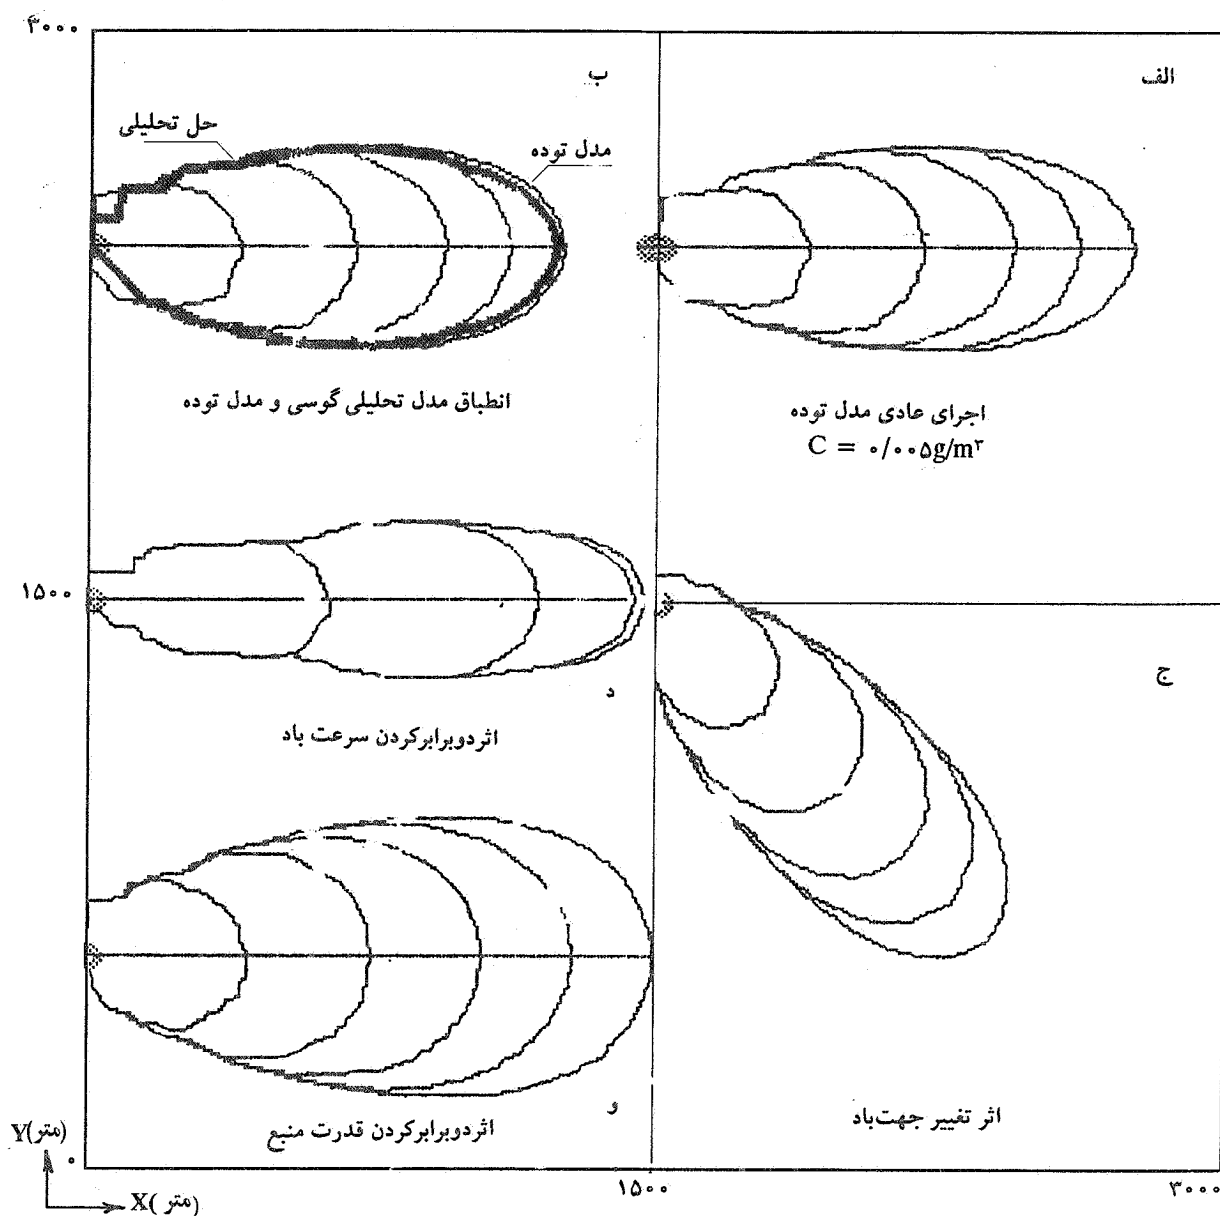 ۳۰۰۰
الف
ب
حل تحلیلی
مدل توده
اجرای عادی مدل توده
C = ۰/۰۰۵g/m۳
انطباق مدل تحلیلی گوسی و مدل توده
۱۵۰۰
ج
د
اثردوبرابرکردن سرعت باد
اثر تغییر جهت‌باد
و
اثردوبرابرکردن قدرت منبع
Y(متر)
۰
X(متر)
۱۵۰۰
۳۰۰۰